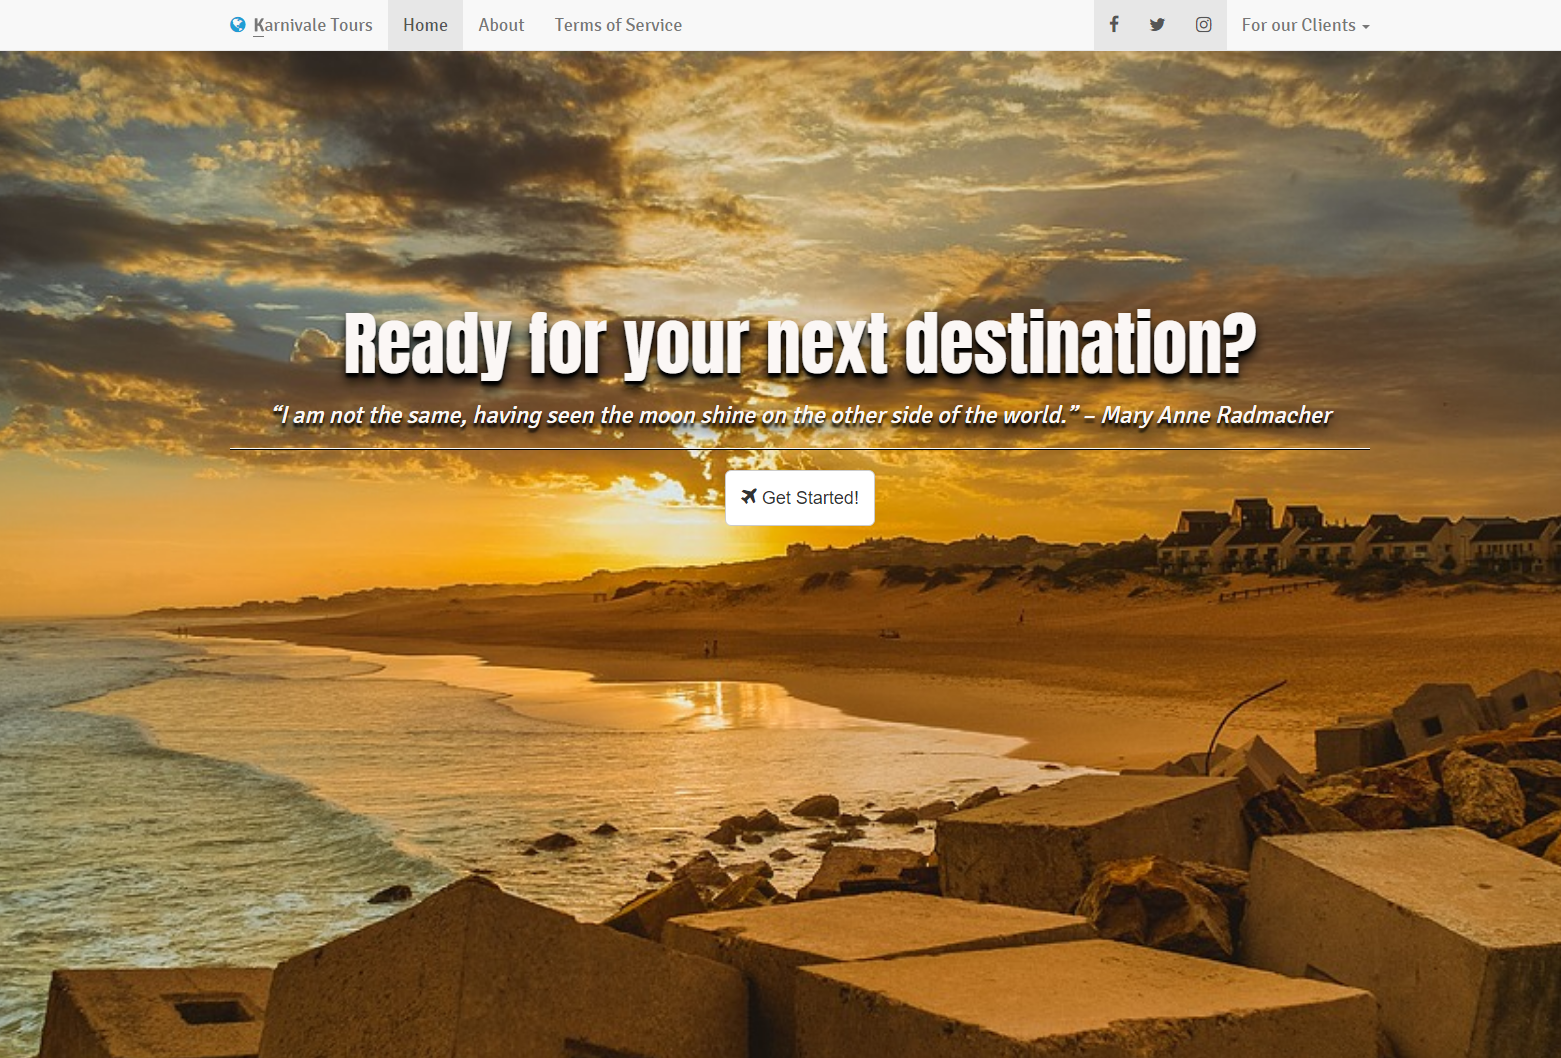 Karnivale Tours Home About Terms of Service For our Clients
Ready for your next destination?
“I am not the same, having seen the moon shine on the other side of the world.” – Mary Anne Radmacher
Get Started!